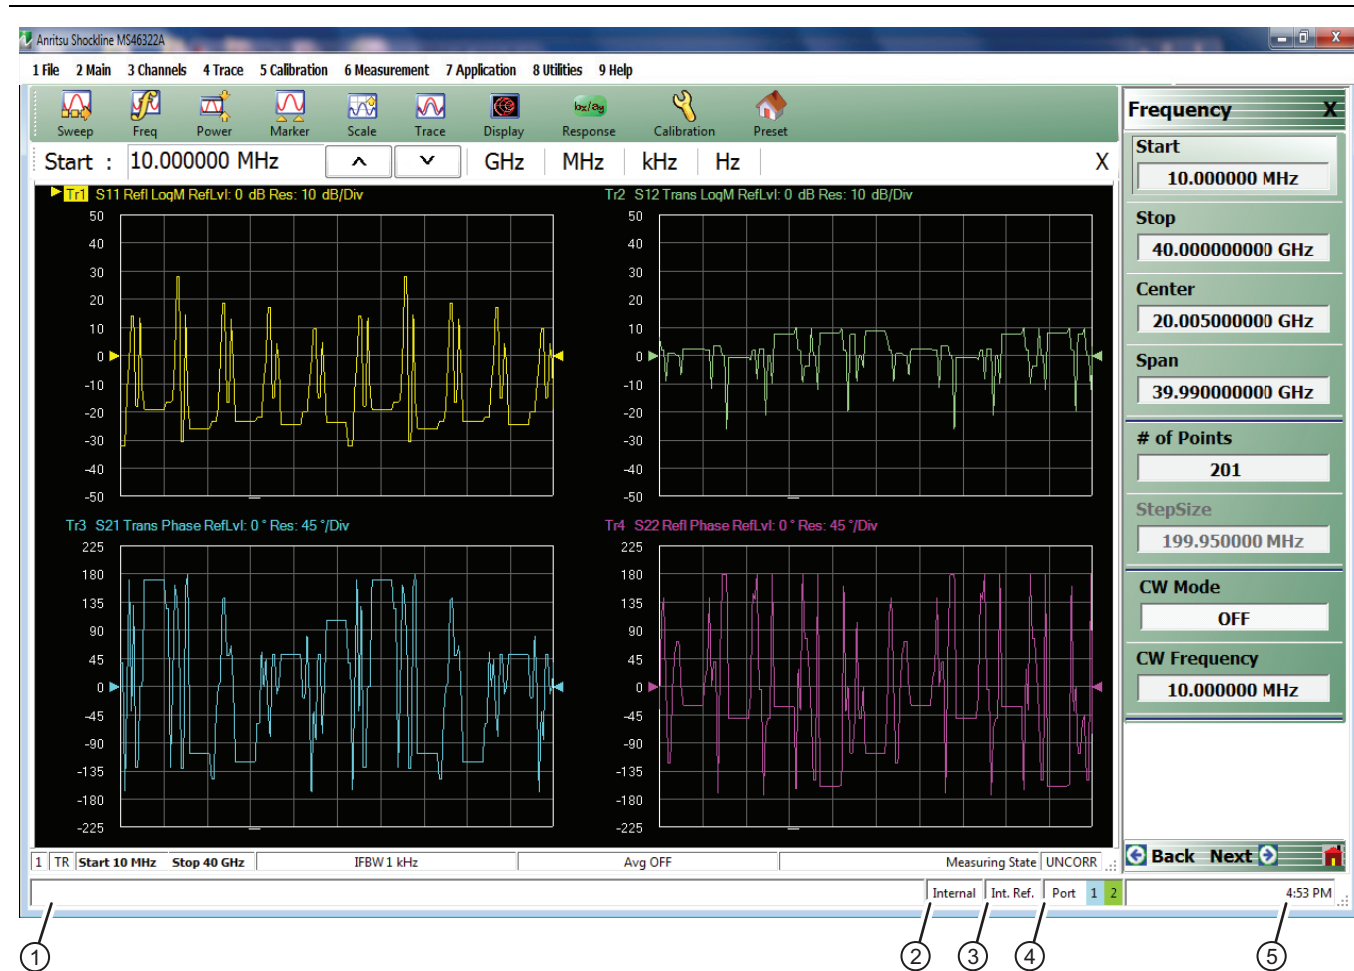 Anritsu Shockline MS46322A
1 File 2 Main 3 Channels 4 Trace 5 Calibration 6 Measurement 7 Application 8 Utilities 9 Help
Sweep Freq Power Marker Scale Trace Display Response Calibration Preset
bx/ay
Start : 10.000000 MHz GHz MHz kHz Hz X
Tr1 S11 Refl LogM RefLvl: 0 dB Res: 10 dB/Div
50
40
30
20
10
0
-10
-20
-30
-40
-50
Tr2 S12 Trans LogM RefLvl: 0 dB Res: 10 dB/Div
50
40
30
20
10
0
-10
-20
-30
-40
-50
Tr3 S21 Trans Phase RefLvl: 0 ° Res: 45 °/Div
225
180
135
90
45
0
-45
-90
-135
-180
-225
Tr4 S22 Refl Phase RefLvl: 0 ° Res: 45 °/Div
225
180
135
90
45
0
-45
-90
-135
-180
-225
1 TR Start 10 MHz Stop 40 GHz IFBW 1 kHz Avg OFF Measuring State UNCORR
Frequency X
Start
10.000000 MHz
Stop
40.000000000 GHz
Center
20.005000000 GHz
Span
39.990000000 GHz
# of Points
201
StepSize
199.950000 MHz
CW Mode
OFF
CW Frequency
10.000000 MHz
Back Next
Internal Int. Ref. Port 1 2 4:53 PM
1 2 3 4 5